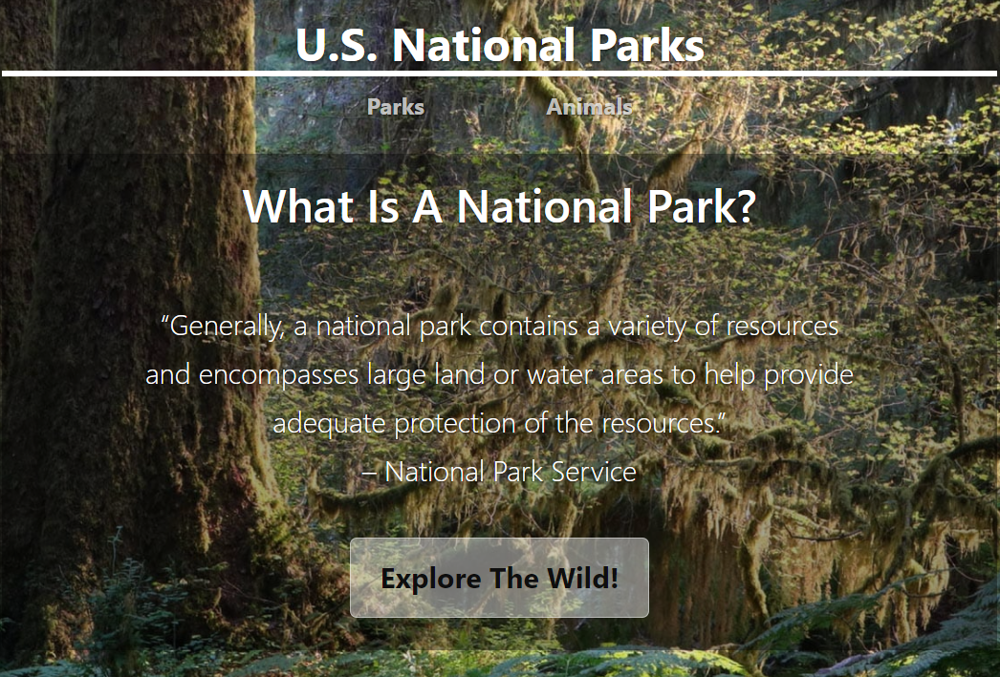 U.S. National Parks
Parks Animals
What Is A National Park?
“Generally, a national park contains a variety of resources
and encompasses large land or water areas to help provide
adequate protection of the resources.”
– National Park Service
Explore The Wild!